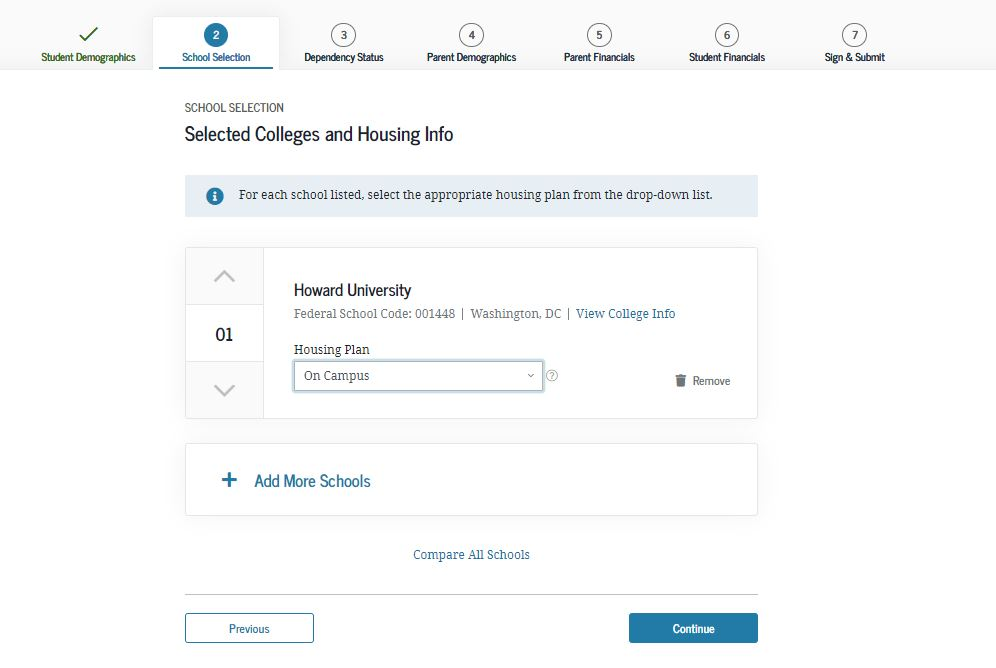 2 3 4 5 6 7
Student Demographics School Selection Dependency Status Parent Demographics Parent Financials Student Financials Sign & Submit
SCHOOL SELECTION
Selected Colleges and Housing Info
For each school listed, select the appropriate housing plan from the drop-down list.
01
Howard University
Federal School Code: 001448 | Washington, DC | View College Info
Housing Plan
On Campus ?
Remove
+ Add More Schools
Compare All Schools
Previous Continue